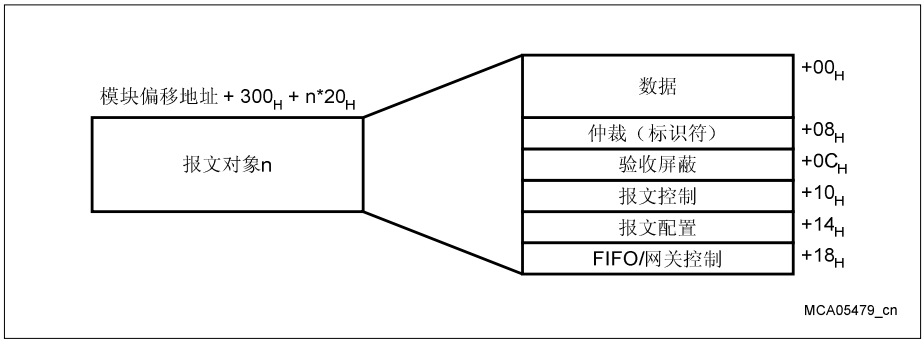 模块偏移地址 + 300H + n*20H
报文对象n
数据
+00H
仲裁（标识符）
+08H
验收屏蔽
+0CH
报文控制
+10H
报文配置
+14H
FIFO/网关控制
+18H
MCA05479_cn